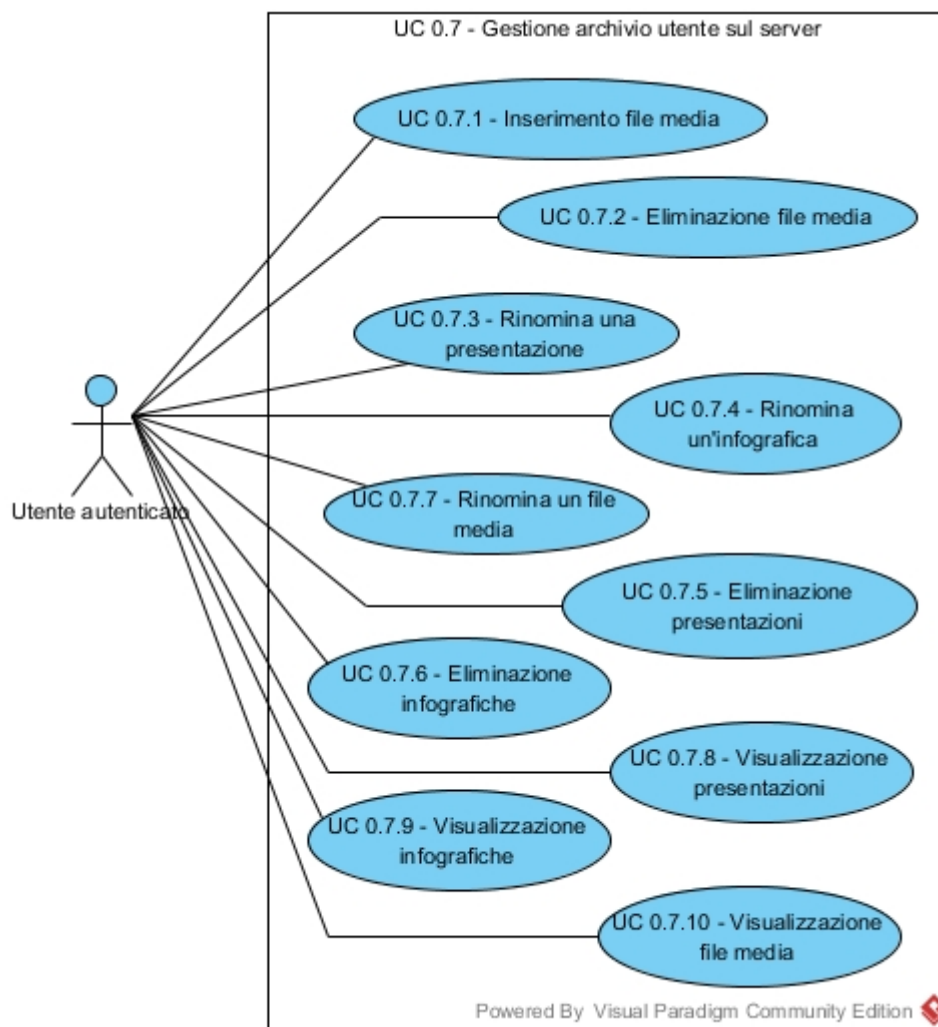 UC 0.7 - Gestione archivio utente sul server
UC 0.7.1 - Inserimento file media
UC 0.7.2 - Eliminazione file media
UC 0.7.3 - Rinomina una
presentazione
UC 0.7.4 - Rinomina
un'infografica
Utente autenticato
UC 0.7.7 - Rinomina un file
media
UC 0.7.5 - Eliminazione
presentazioni
UC 0.7.6 - Eliminazione
infografiche
UC 0.7.8 - Visualizzazione
presentazioni
UC 0.7.9 - Visualizzazione
infografiche
UC 0.7.10 - Visualizzazione
file media
Powered By Visual Paradigm Community Edition